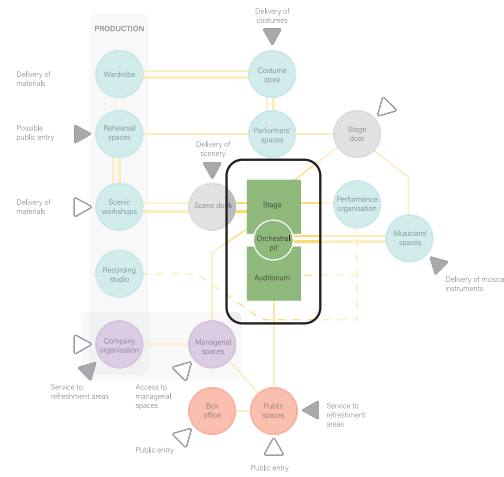 Delivery of
costumes
PRODUCTION
Delivery of
materials
Wardrobe
Costume
store
Possible
public entry
Rehearsal
spaces
Performers'
spaces
Stage
door
Delivery of
scenery
Delivery of
materials
Scenic
workshops
Scene dock
Stage
Performance
organisation
Orchestral
pit
Musicians'
spaces
Recording
studio
Auditorium
Delivery of musica
instruments
Company
organisation
Managerial
spaces
Service to
refreshment areas
Access to
managerial
spaces
Box
office
Public
spaces
Service to
refreshment
areas
Public entry
Public entry